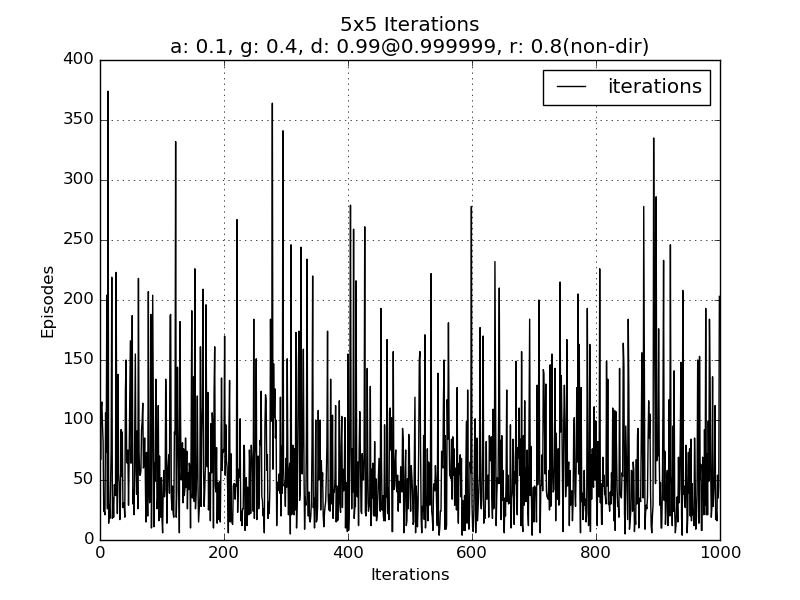 5x5 Iterations
a: 0.1, g: 0.4, d: 0.99@0.999999, r: 0.8(non-dir)
400
350
300
250
200
150
100
50
0
Episodes
iterations
0 200 400 600 800 1000
Iterations